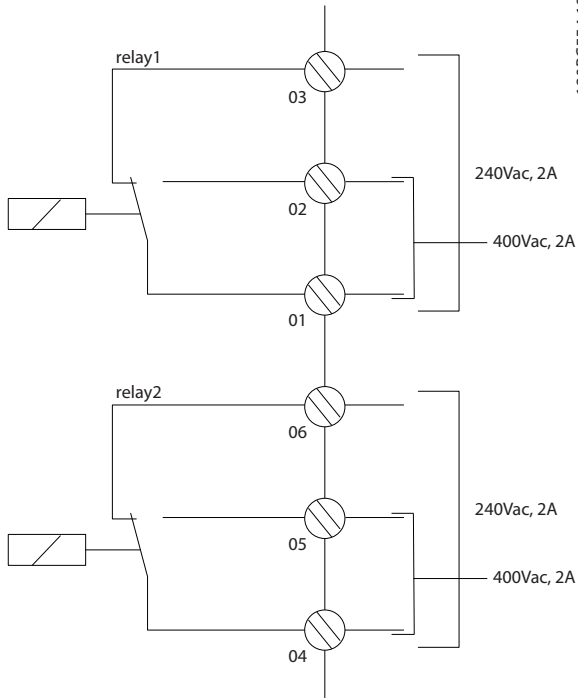 relay1
03
240Vac, 2A
02
400Vac, 2A
01
relay2
06
240Vac, 2A
05
400Vac, 2A
04